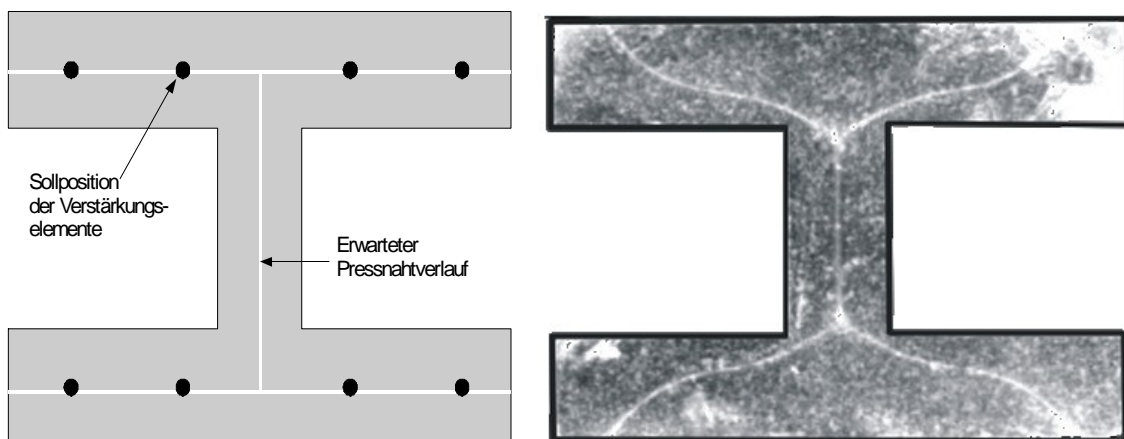 Sollposition
der Verstärkungs-
elemente
Erwarteter
Pressnahtverlauf